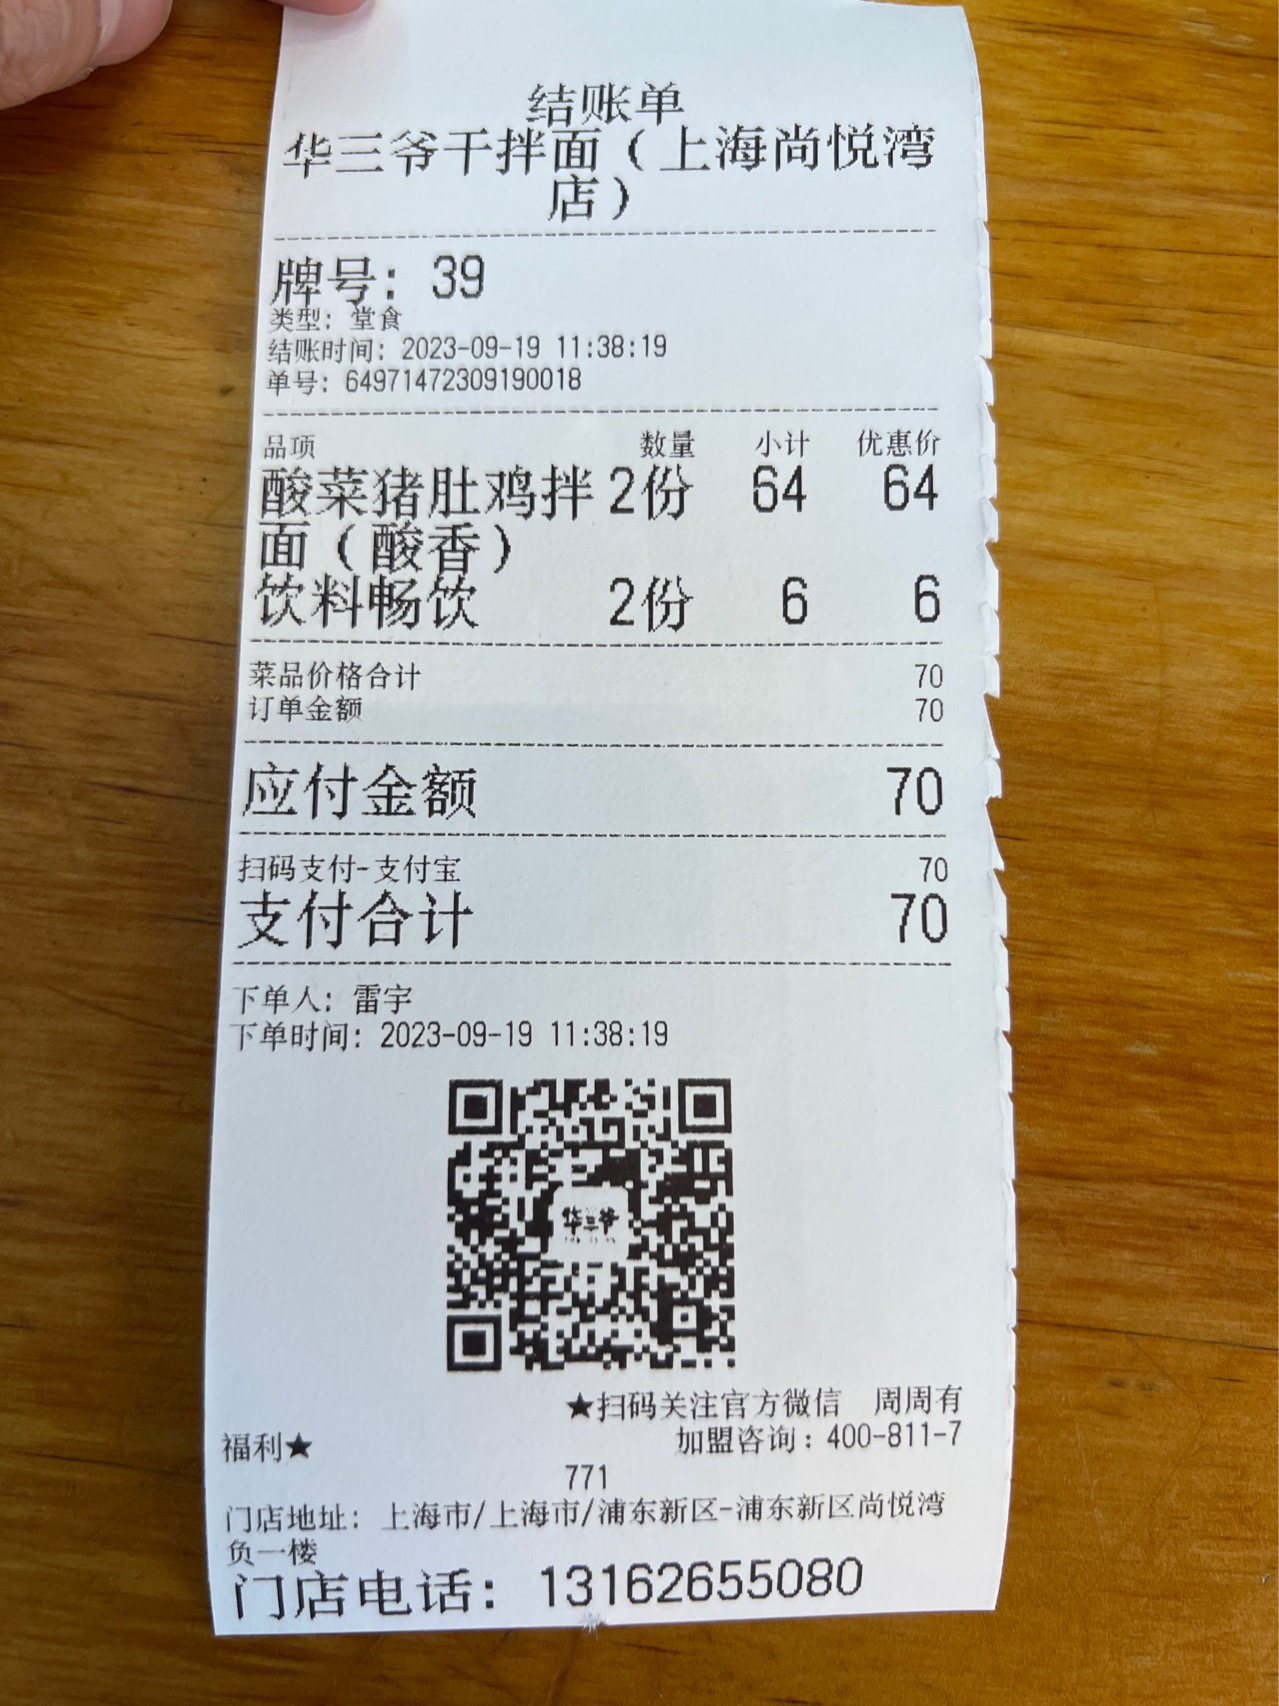 结账单
华三爷干拌面（上海尚悦湾
店）
牌号：39
类型：堂食
结账时间：2023-09-19 11:38:19
单号：64971472309190018
品项 数量 小计 优惠价
酸菜猪肚鸡拌 2份 64 64
面（酸香）
饮料畅饮 2份 6 6
菜品价格合计 70
订单金额 70
应付金额 70
扫码支付-支付宝 70
支付合计 70
下单人：雷宇
下单时间：2023-09-19 11:38:19
华三爷
★扫码关注官方微信 周周有
福利★ 加盟咨询：400-811-7
771
门店地址：上海市/上海市/浦东新区-浦东新区尚悦湾
负一楼
门店电话：13162655080